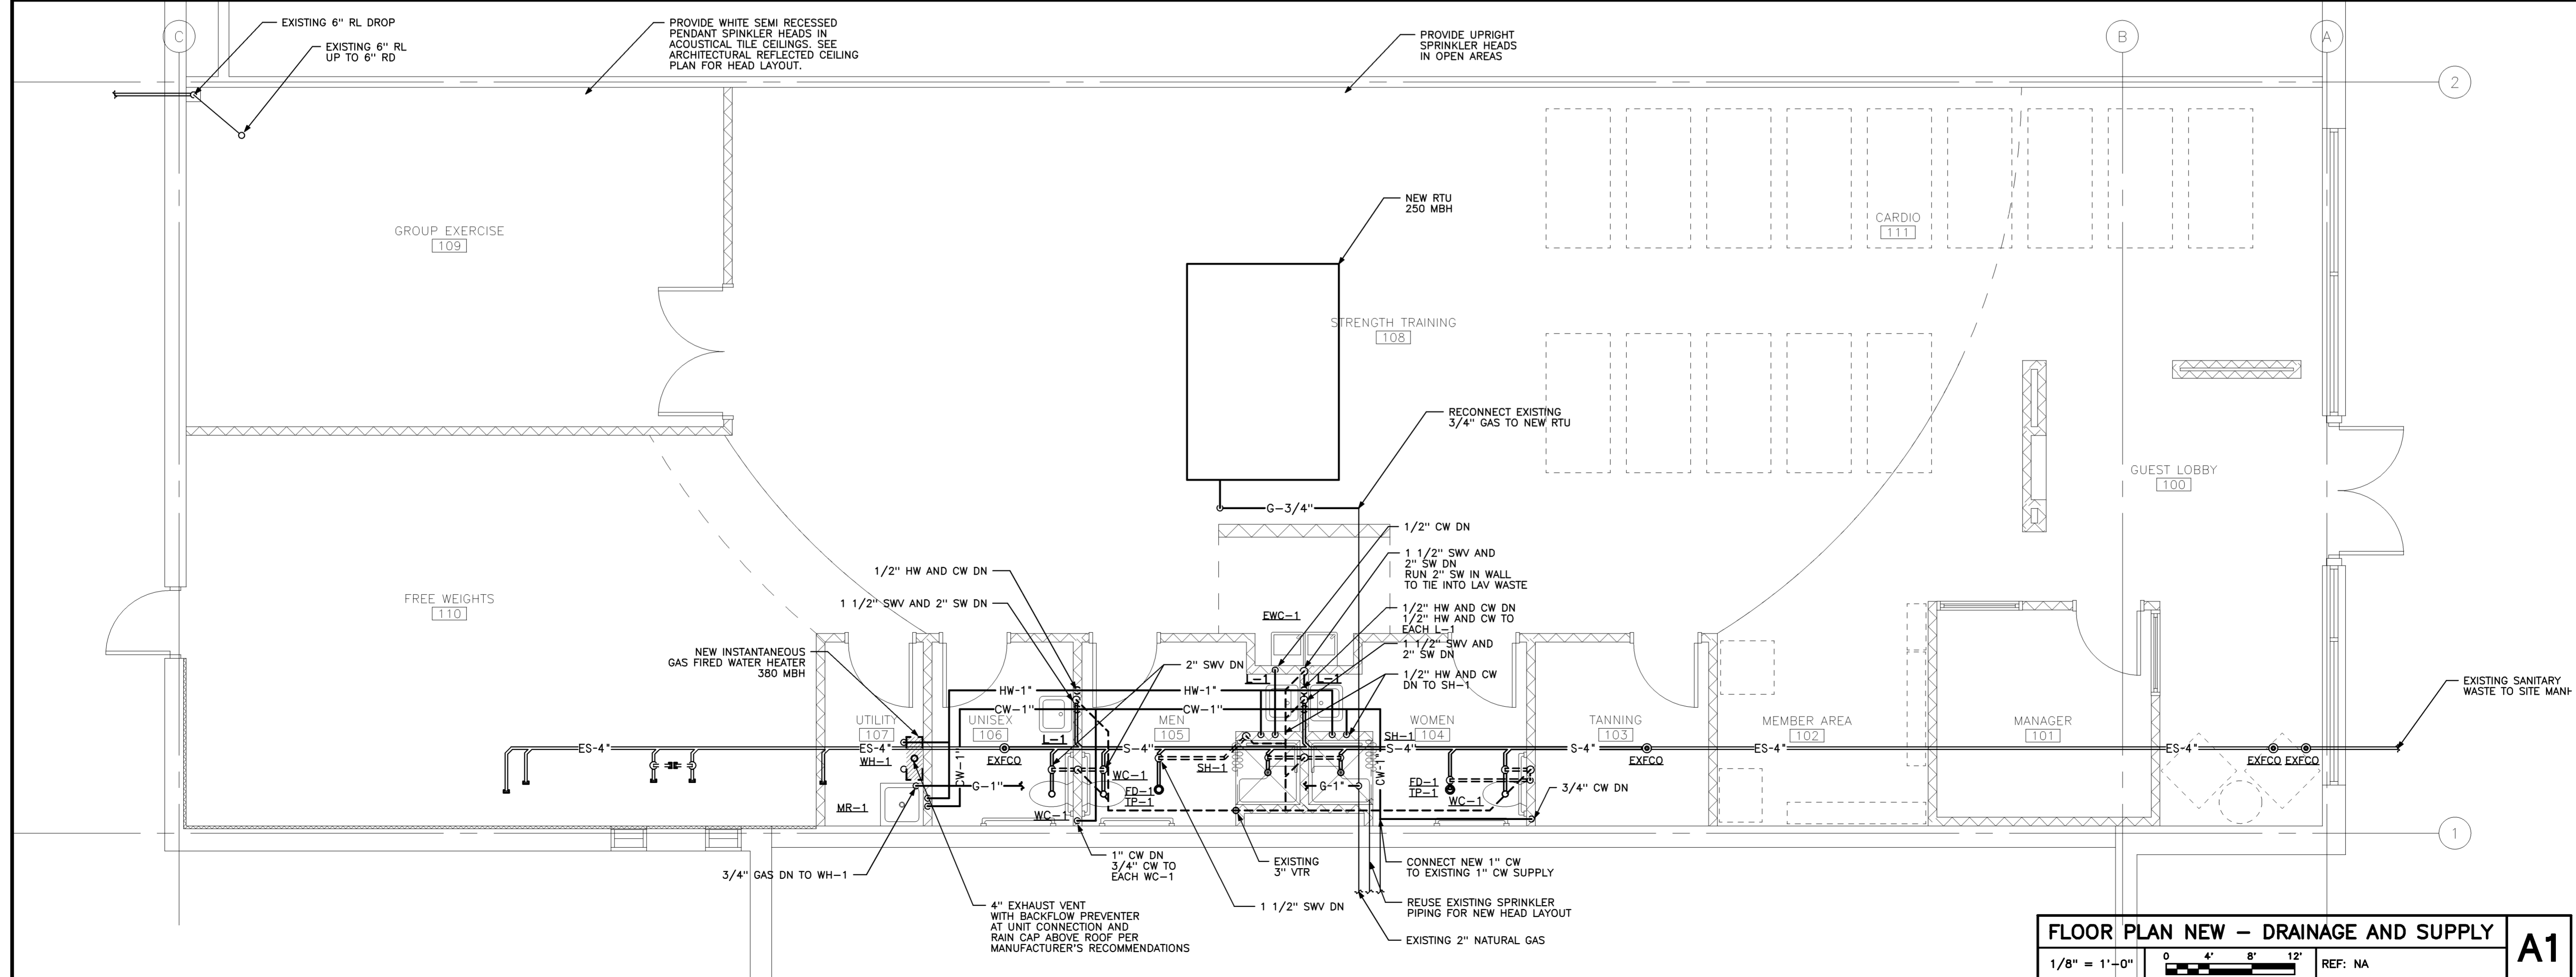 EXISTING 6" RL DROP
EXISTING 6" RL
UP TO 6" RD
PROVIDE WHITE SEMI RECESSED
PENDANT SPINKLER HEADS IN
ACOUSTICAL TILE CEILINGS. SEE
ARCHITECTURAL REFLECTED CEILING
PLAN FOR HEAD LAYOUT.
PROVIDE UPRIGHT
SPRINKLER HEADS
IN OPEN AREAS
C
B
A
2
NEW RTU
250 MBH
GROUP EXERCISE
109
CARDIO
111
STRENGTH TRAINING
108
RECONNECT EXISTING
3/4" GAS TO NEW RTU
GUEST LOBBY
100
G-3/4"
1/2" CW DN
1 1/2" SWV AND
2" SW DN
RUN 2" SW IN WALL
TO TIE INTO LAV WASTE
1/2" HW AND CW DN
FREE WEIGHTS
110
1 1/2" SWV AND 2" SW DN
EWC-1
1/2" HW AND CW DN
1/2" HW AND CW TO
EACH L-1
1 1/2" SWV AND
2" SW DN
NEW INSTANTANEOUS
GAS FIRED WATER HEATER
380 MBH
2" SWV DN
L-1
L-1
1/2" HW AND CW
DN TO SH-1
EXISTING SANITARY
WASTE TO SITE MANH
HW-1"
HW-1"
CW-1"
CW-1"
UTILITY
107
UNISEX
106
MEN
105
WOMEN
104
TANNING
103
MEMBER AREA
102
MANAGER
101
L-1
SH-1
ES-4"
ES-4"
S-4"
S-4"
S-4"
ES-4"
ES-4"
WH-1
EXFCO
EXFCO
EXFCO
EXFCO
CW-1"
CW-1"
SH-1
WC-1
G-1"
G-1"
FD-1
TP-1
FD-1
TP-1
WC-1
MR-1
WC-1
3/4" CW DN
1
3/4" GAS DN TO WH-1
1" CW DN
3/4" CW TO
EACH WC-1
EXISTING
3" VTR
CONNECT NEW 1" CW
TO EXISTING 1" CW SUPPLY
4" EXHAUST VENT
WITH BACKFLOW PREVENTER
AT UNIT CONNECTION AND
RAIN CAP ABOVE ROOF PER
MANUFACTURER'S RECOMMENDATIONS
1 1/2" SWV DN
REUSE EXISTING SPRINKLER
PIPING FOR NEW HEAD LAYOUT
EXISTING 2" NATURAL GAS
FLOOR PLAN NEW - DRAINAGE AND SUPPLY
A1
1/8" = 1'-0"
0 4' 8' 12'
REF: NA